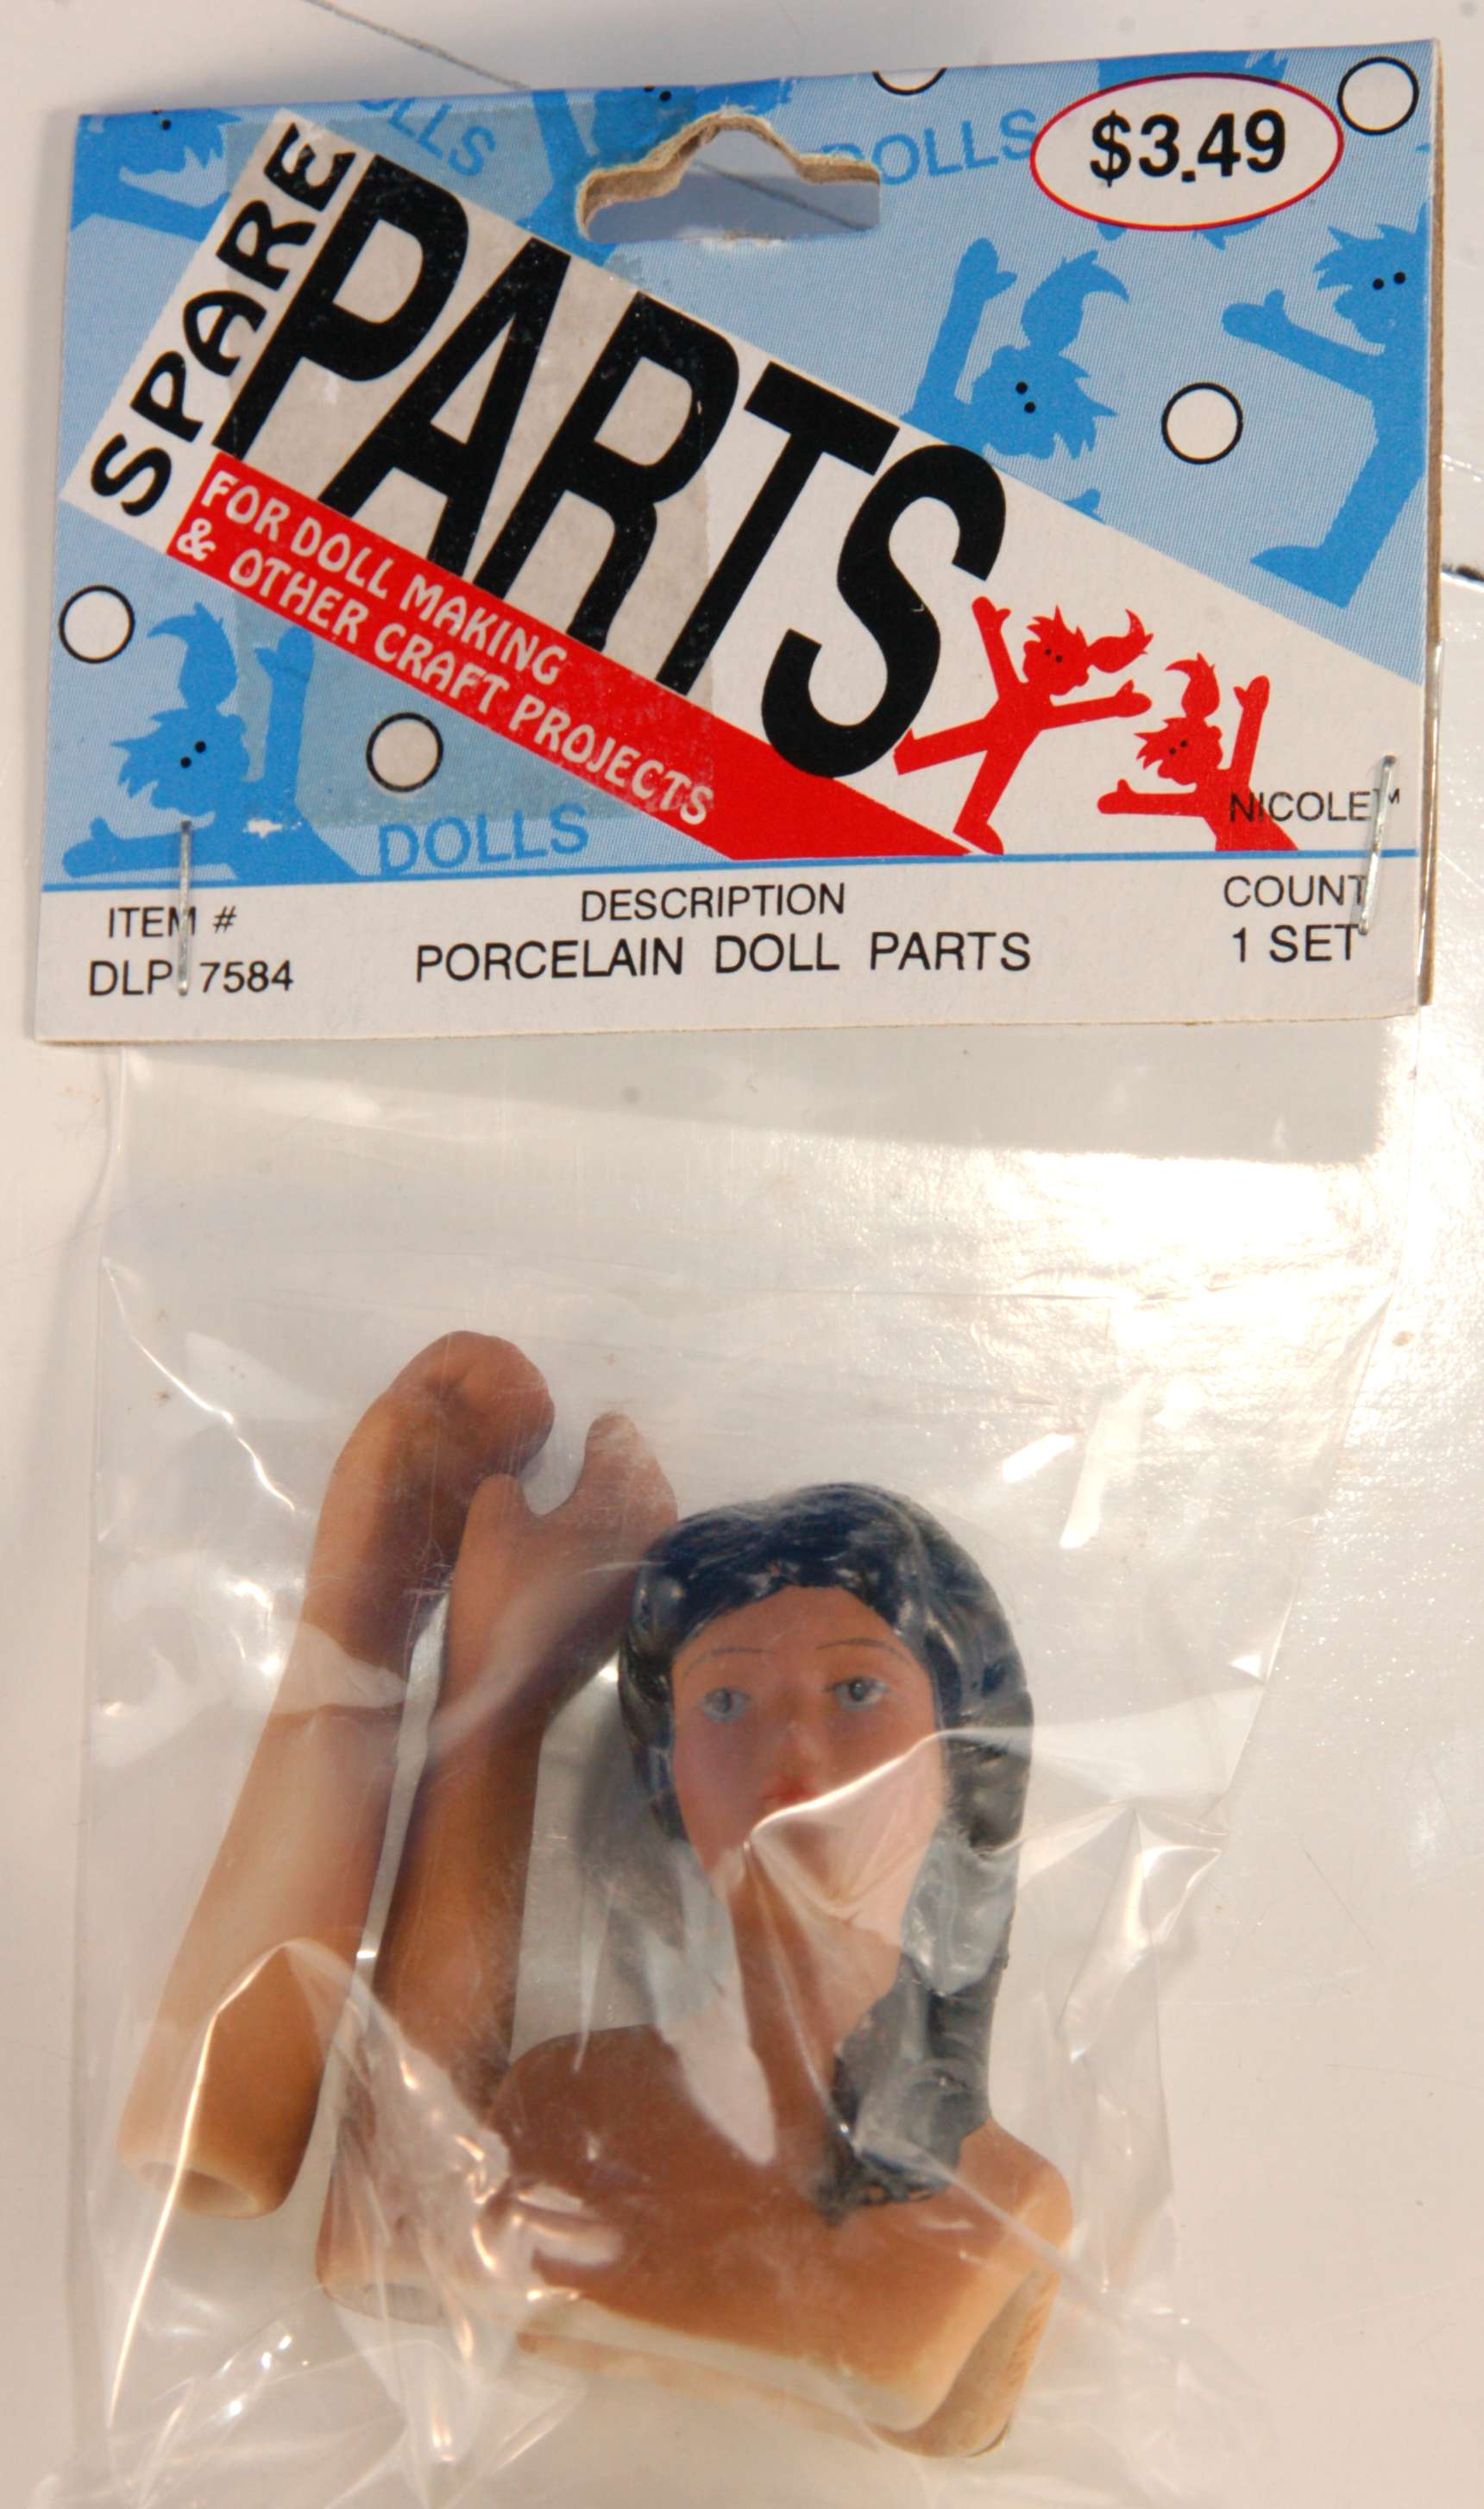 DOLLS
DOLLS
$3.49
SPARE
PARTS
FOR DOLL MAKING
& OTHER CRAFT PROJECTS
DOLLS
NICOLE™
ITEM #
DESCRIPTION
COUNT
DLP 7584
PORCELAIN DOLL PARTS
1 SET